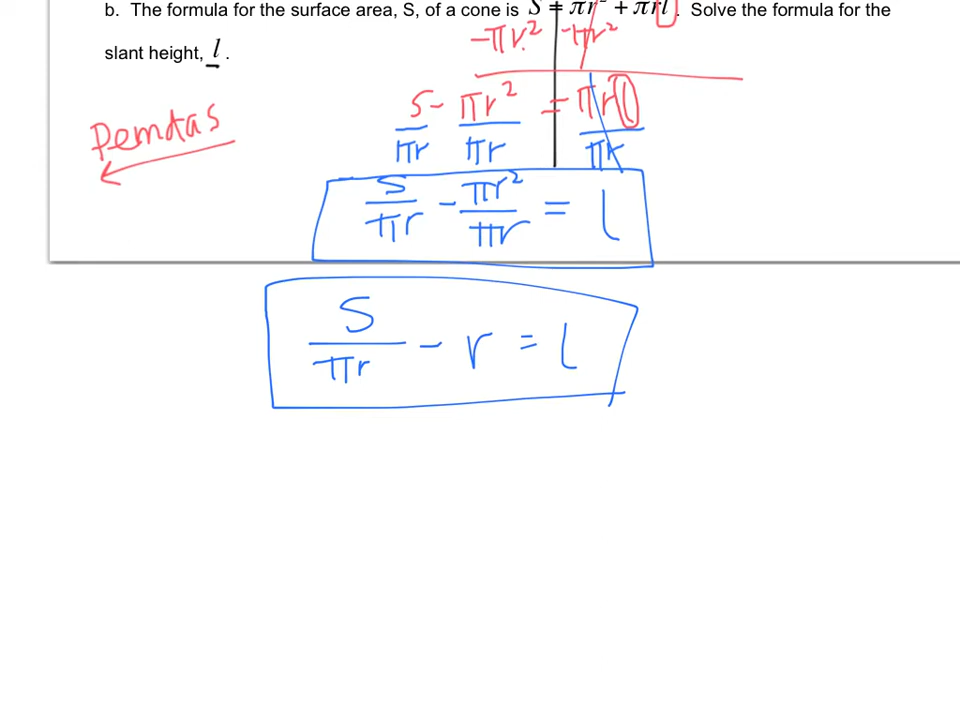 b. The formula for the surface area, S, of a cone is S = πr² + πrl. Solve the formula for the
slant height, l.
-πr² -πr²
S - πr² = πrl
πr πr πr
Pemdas
S/πr - πr²/πr = l
S/πr - r = l